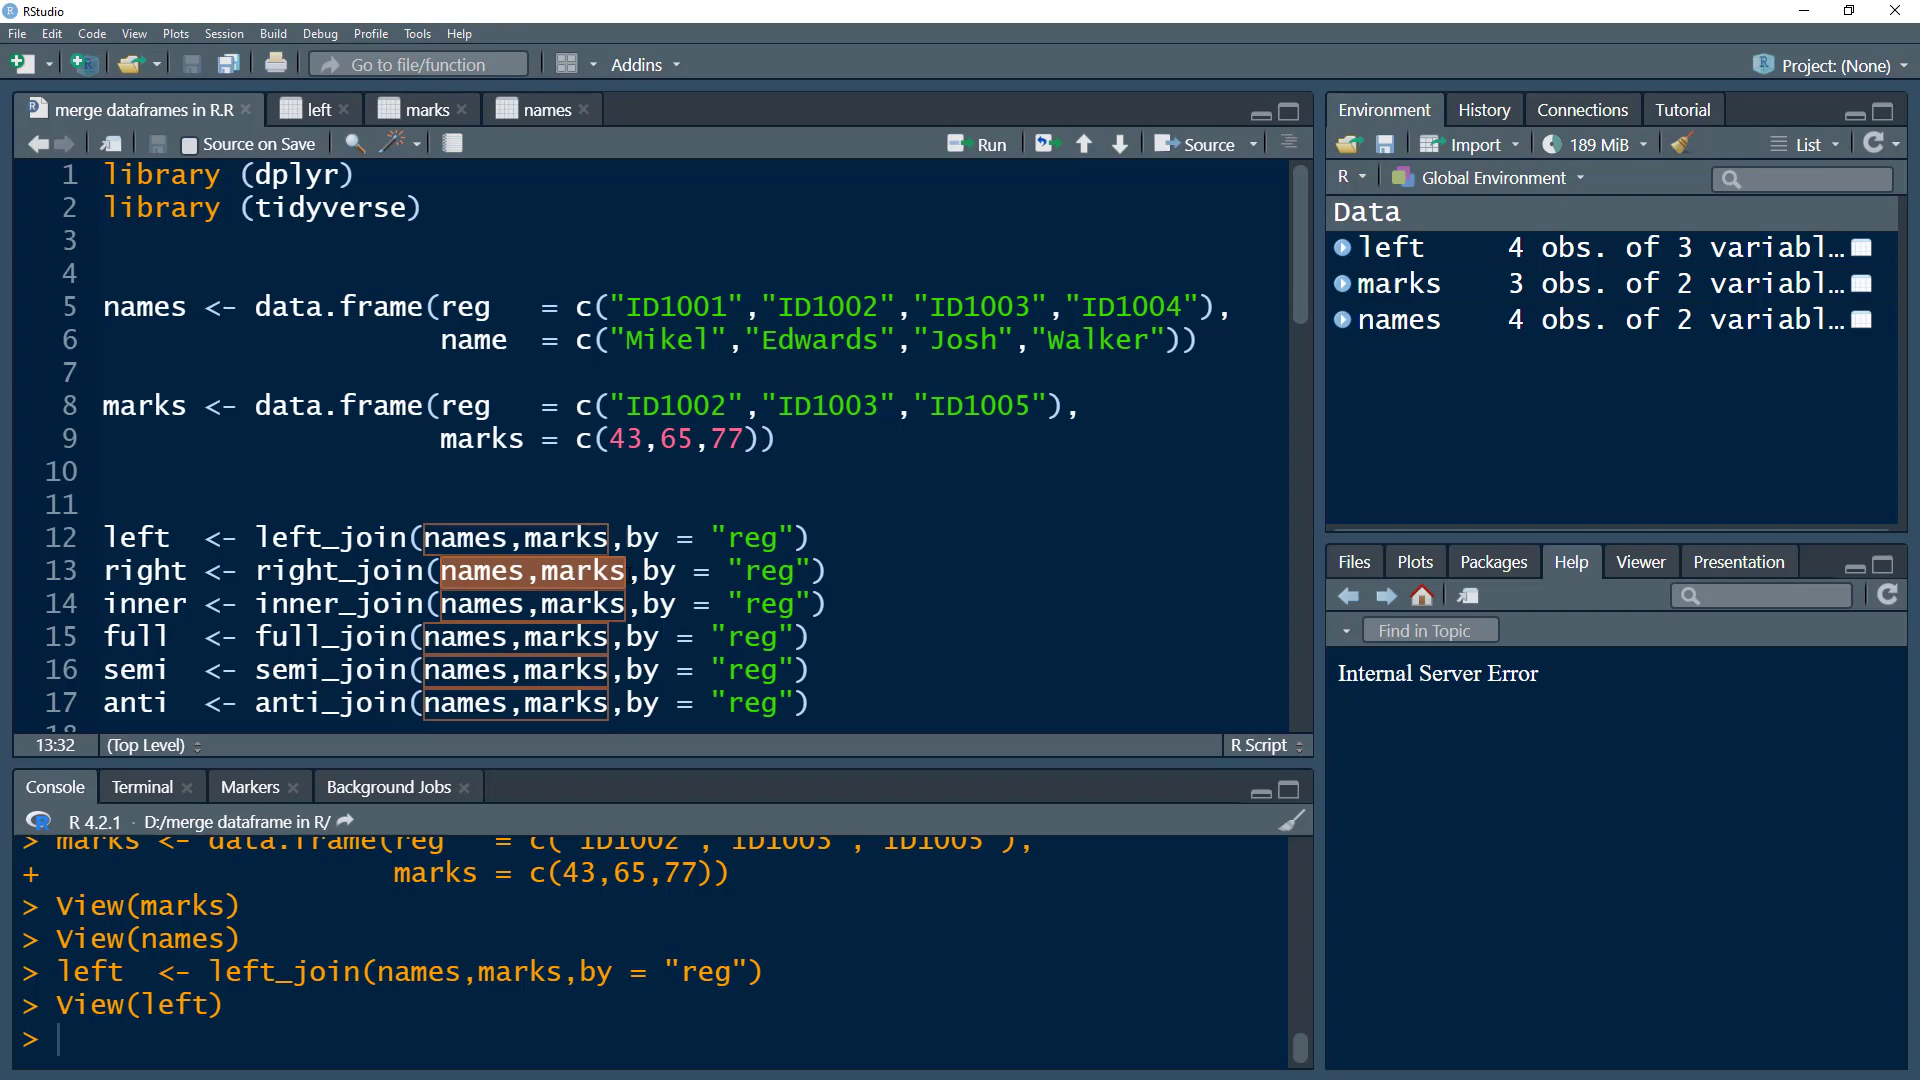 RStudio
File Edit Code View Plots Session Build Debug Profile Tools Help
Go to file/function Addins Project: (None)
merge dataframes in R.R left marks names
Source on Save Run Source
1 library (dplyr)
2 library (tidyverse)
3
4
5 names <- data.frame(reg   = c("ID1001","ID1002","ID1003","ID1004"),
6                     name  = c("Mikel","Edwards","Josh","Walker"))
7
8 marks <- data.frame(reg   = c("ID1002","ID1003","ID1005"),
9                     marks = c(43,65,77))
10
11
12 left  <- left_join(names,marks,by = "reg")
13 right <- right_join(names,marks,by = "reg")
14 inner <- inner_join(names,marks,by = "reg")
15 full  <- full_join(names,marks,by = "reg")
16 semi  <- semi_join(names,marks,by = "reg")
17 anti  <- anti_join(names,marks,by = "reg")
18
13:32 (Top Level) R Script
Console Terminal Markers Background Jobs
R 4.2.1 · D:/merge dataframe in R/
> marks <- data.frame(reg   = c("ID1002","ID1003","ID1005"),
+                     marks = c(43,65,77))
> View(marks)
> View(names)
> left  <- left_join(names,marks,by = "reg")
> View(left)
>
Environment History Connections Tutorial
Import 189 MiB List
R Global Environment
Data
left 4 obs. of 3 variabl…
marks 3 obs. of 2 variabl…
names 4 obs. of 2 variabl…
Files Plots Packages Help Viewer Presentation
Find in Topic
Internal Server Error